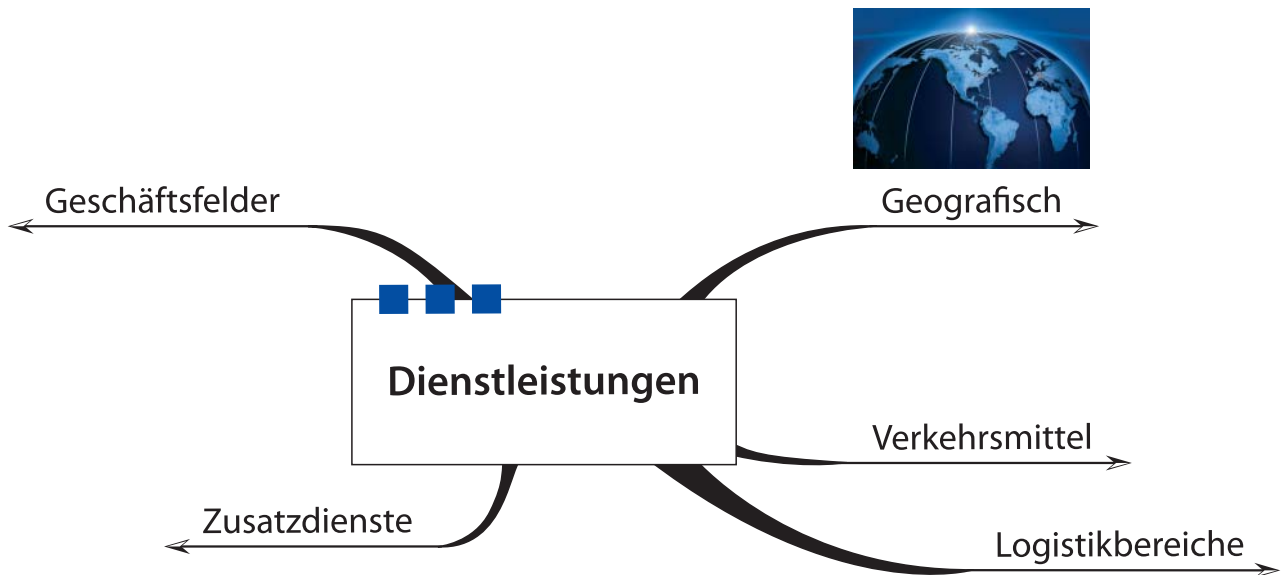 Geschäftsfelder
Geografisch
Dienstleistungen
Verkehrsmittel
Zusatzdienste
Logistikbereiche